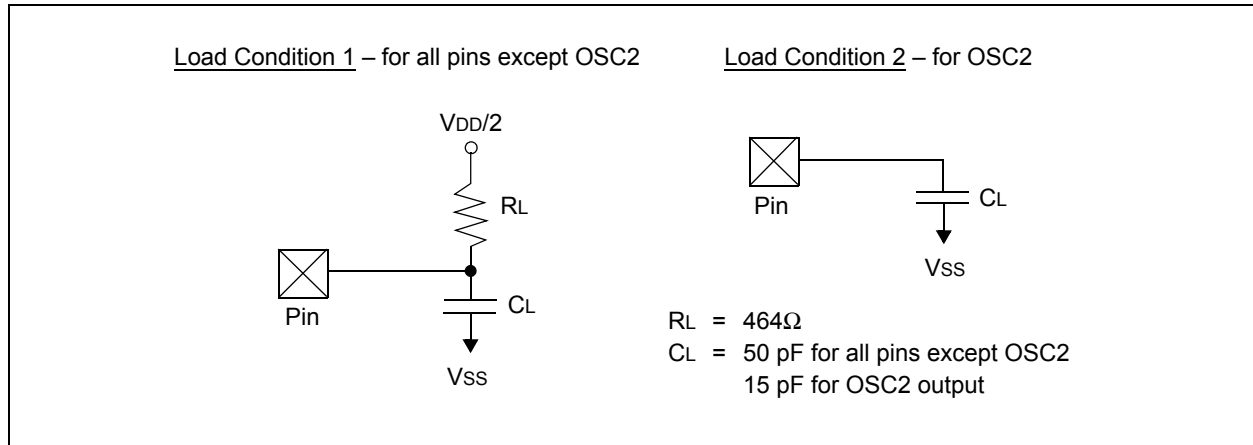 Load Condition 1 – for all pins except OSC2
Load Condition 2 – for OSC2
VDD/2
RL
Pin
CL
VSS
Pin
CL
VSS
RL = 464Ω
CL = 50 pF for all pins except OSC2
15 pF for OSC2 output